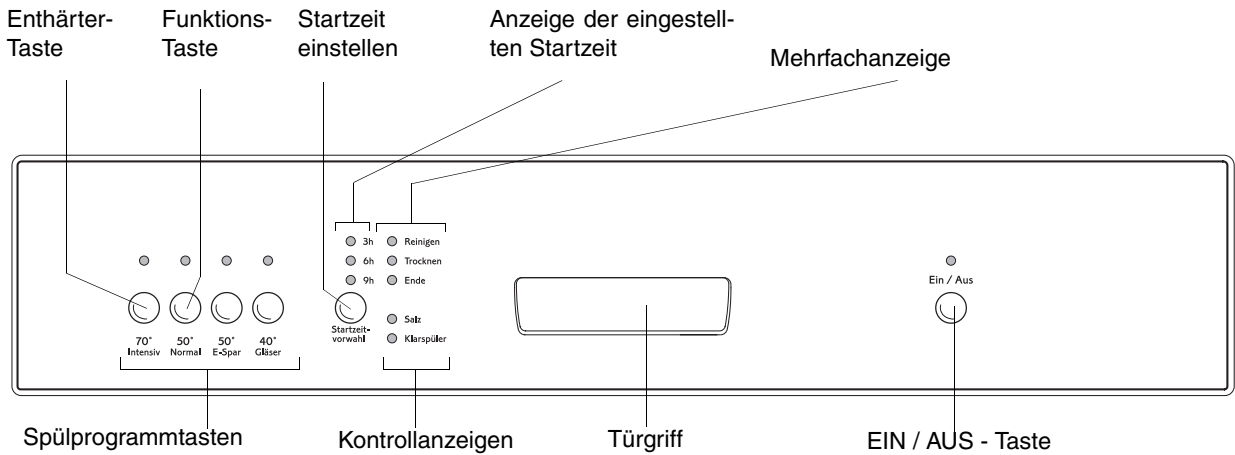 Enthärter-
Taste
Funktions-
Taste
Startzeit
einstellen
Anzeige der eingestell-
ten Startzeit
Mehrfachanzeige
3h
6h
9h
Reinigen
Trocknen
Ende
Salz
Klarspüler
Startzeit-
vorwahl
70°
Intensiv
50°
Normal
50°
E-Spar
40°
Gläser
Ein / Aus
Spülprogrammtasten
Kontrollanzeigen
Türgriff
EIN / AUS - Taste